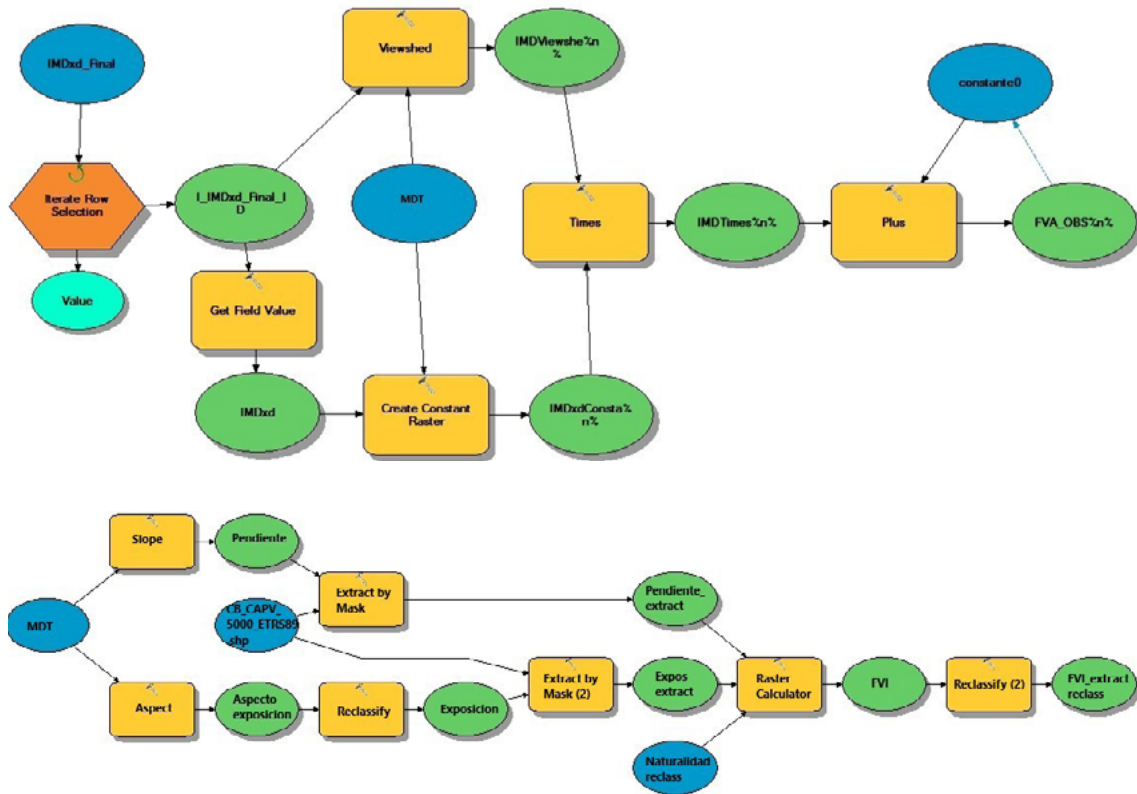 IMDxd_Final
Iterate Row
Selection
Value
I_IMDxd_Final_I
D
Get Field Value
IMDxd
Viewshed
MDT
Create Constant
Raster
IMDViewshe%n
%
IMDxdConsta%
n%
Times
IMDTimes%n%
Plus
constante0
FVA_OBS%n%
MDT
Slope
Pendiente
CB_CAPV_
5000_ETRS89
.shp
Extract by
Mask
Pendiente_
extract
Aspect
Aspecto
exposicion
Reclassify
Exposicion
Extract by
Mask (2)
Expos
extract
Raster
Calculator
Naturalidad
reclass
FVI
Reclassify (2)
FVI_extract
reclass